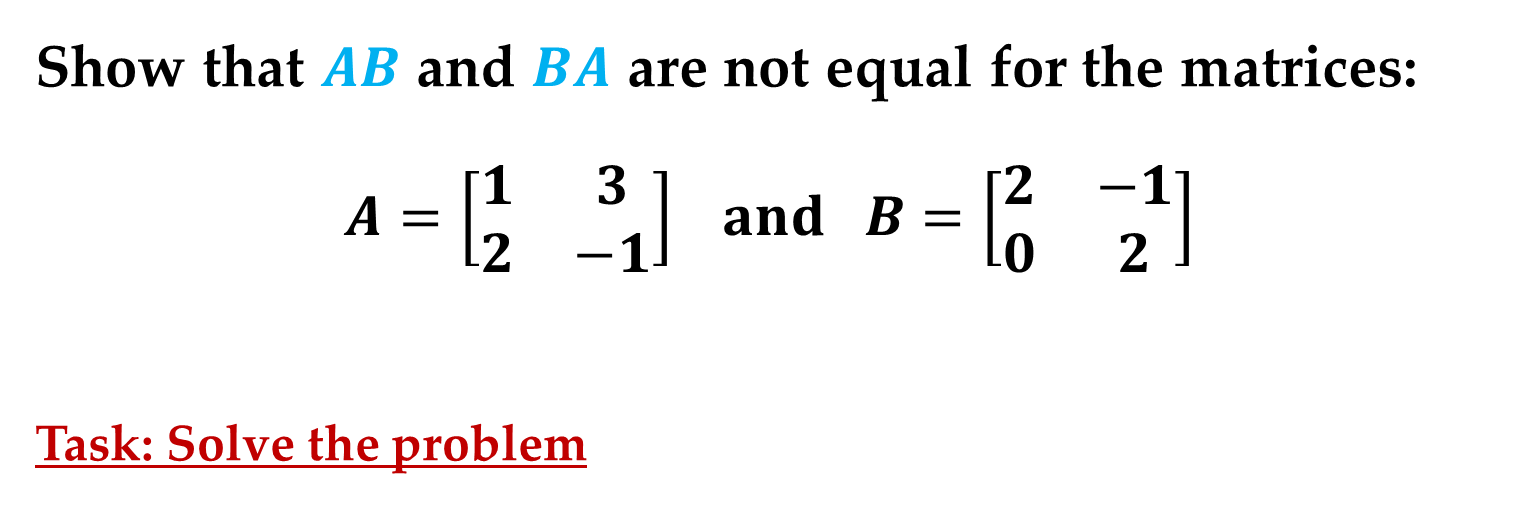 Show that AB and BA are not equal for the matrices:
A = [1 3
2 −1] and B = [2 −1
0 2]
Task: Solve the problem